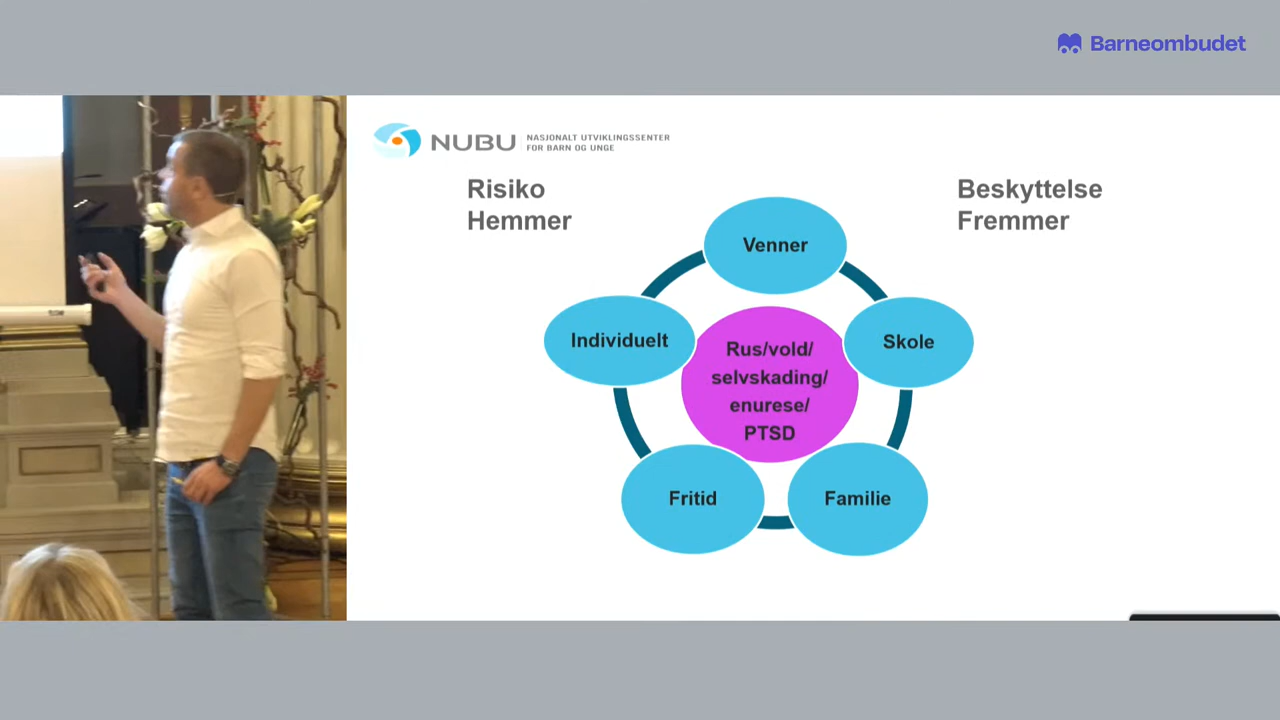 Barneombudet
NUBU
NASJONALT UTVIKLINGSSENTER
FOR BARN OG UNGE
Risiko
Hemmer
Beskyttelse
Fremmer
Venner
Individuelt
Skole
Rus/vold/
selvskading/
enurese/
PTSD
Fritid
Familie